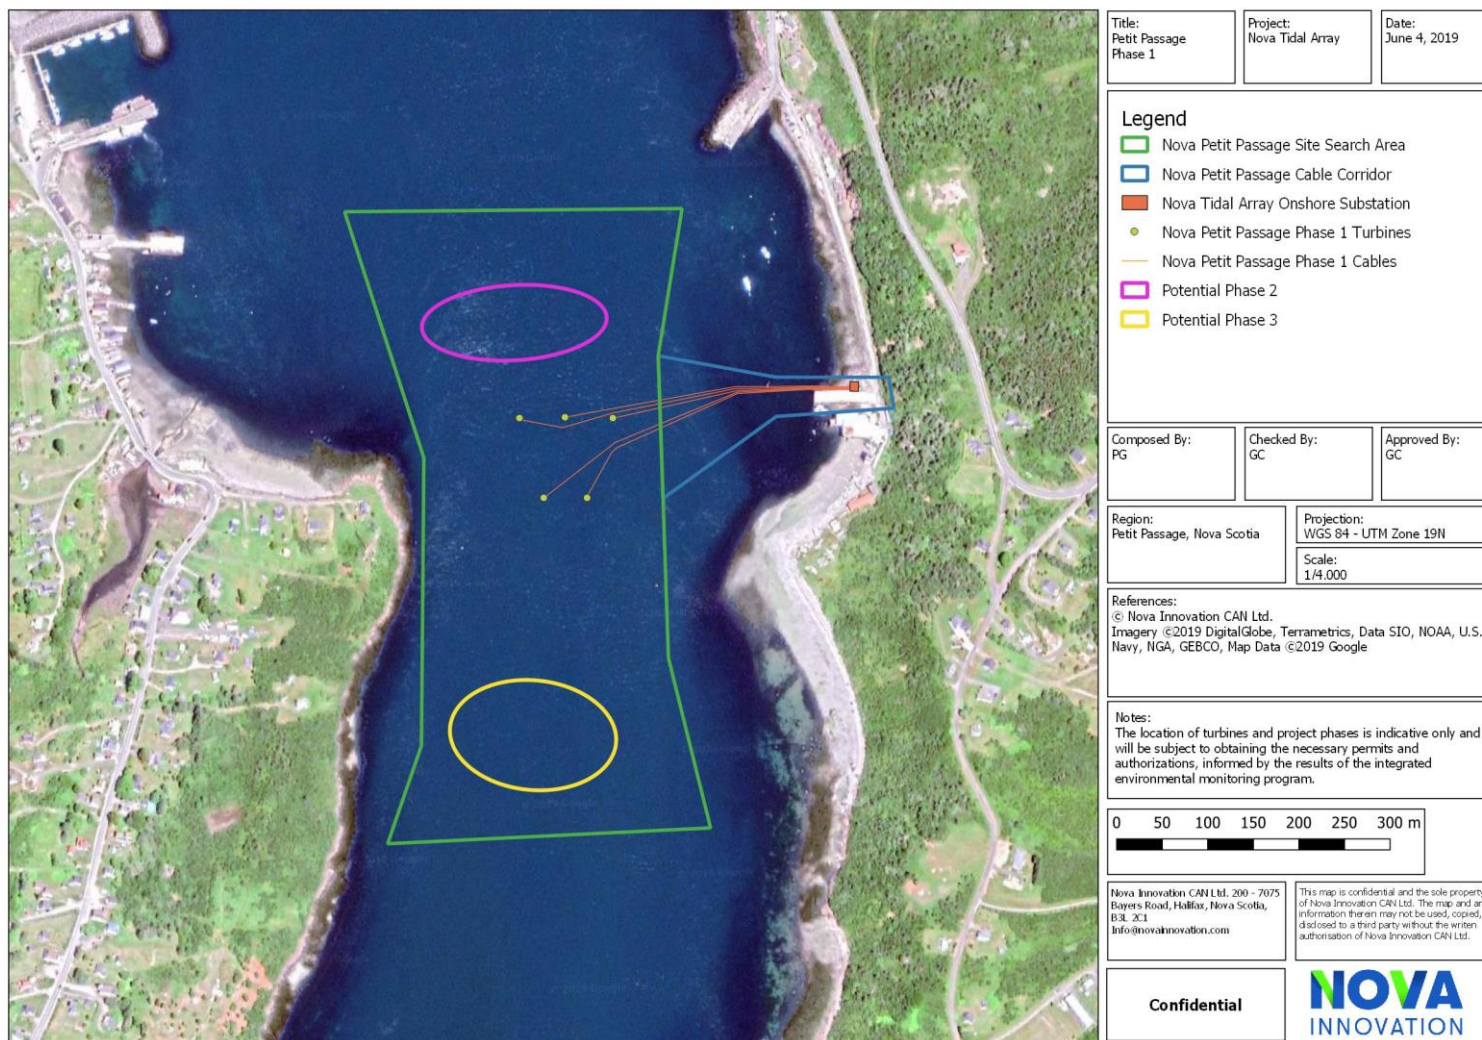 Title:
Petit Passage
Phase 1
Project:
Nova Tidal Array
Date:
June 4, 2019
Legend
Nova Petit Passage Site Search Area
Nova Petit Passage Cable Corridor
Nova Tidal Array Onshore Substation
Nova Petit Passage Phase 1 Turbines
Nova Petit Passage Phase 1 Cables
Potential Phase 2
Potential Phase 3
Composed By:
PG
Checked By:
GC
Approved By:
GC
Region:
Petit Passage, Nova Scotia
Projection:
WGS 84 - UTM Zone 19N
Scale:
1/4.000
References:
© Nova Innovation CAN Ltd.
Imagery ©2019 DigitalGlobe, Terrametrics, Data SIO, NOAA, U.S.
Navy, NGA, GEBCO, Map Data ©2019 Google
Notes:
The location of turbines and project phases is indicative only and
will be subject to obtaining the necessary permits and
authorizations, informed by the results of the integrated
environmental monitoring program.
0 50 100 150 200 250 300 m
Nova Innovation CAN Ltd. 200 - 7075
Bayers Road, Halifax, Nova Scotia,
B3L 2C1
Info@novainnovation.com
This map is confidential and the sole property
of Nova Innovation CAN Ltd. The map and
information therein may not be used, copied,
disclosed to a third party without the writen
authorisation of Nova Innovation CAN Ltd.
Confidential
NOVA
INNOVATION